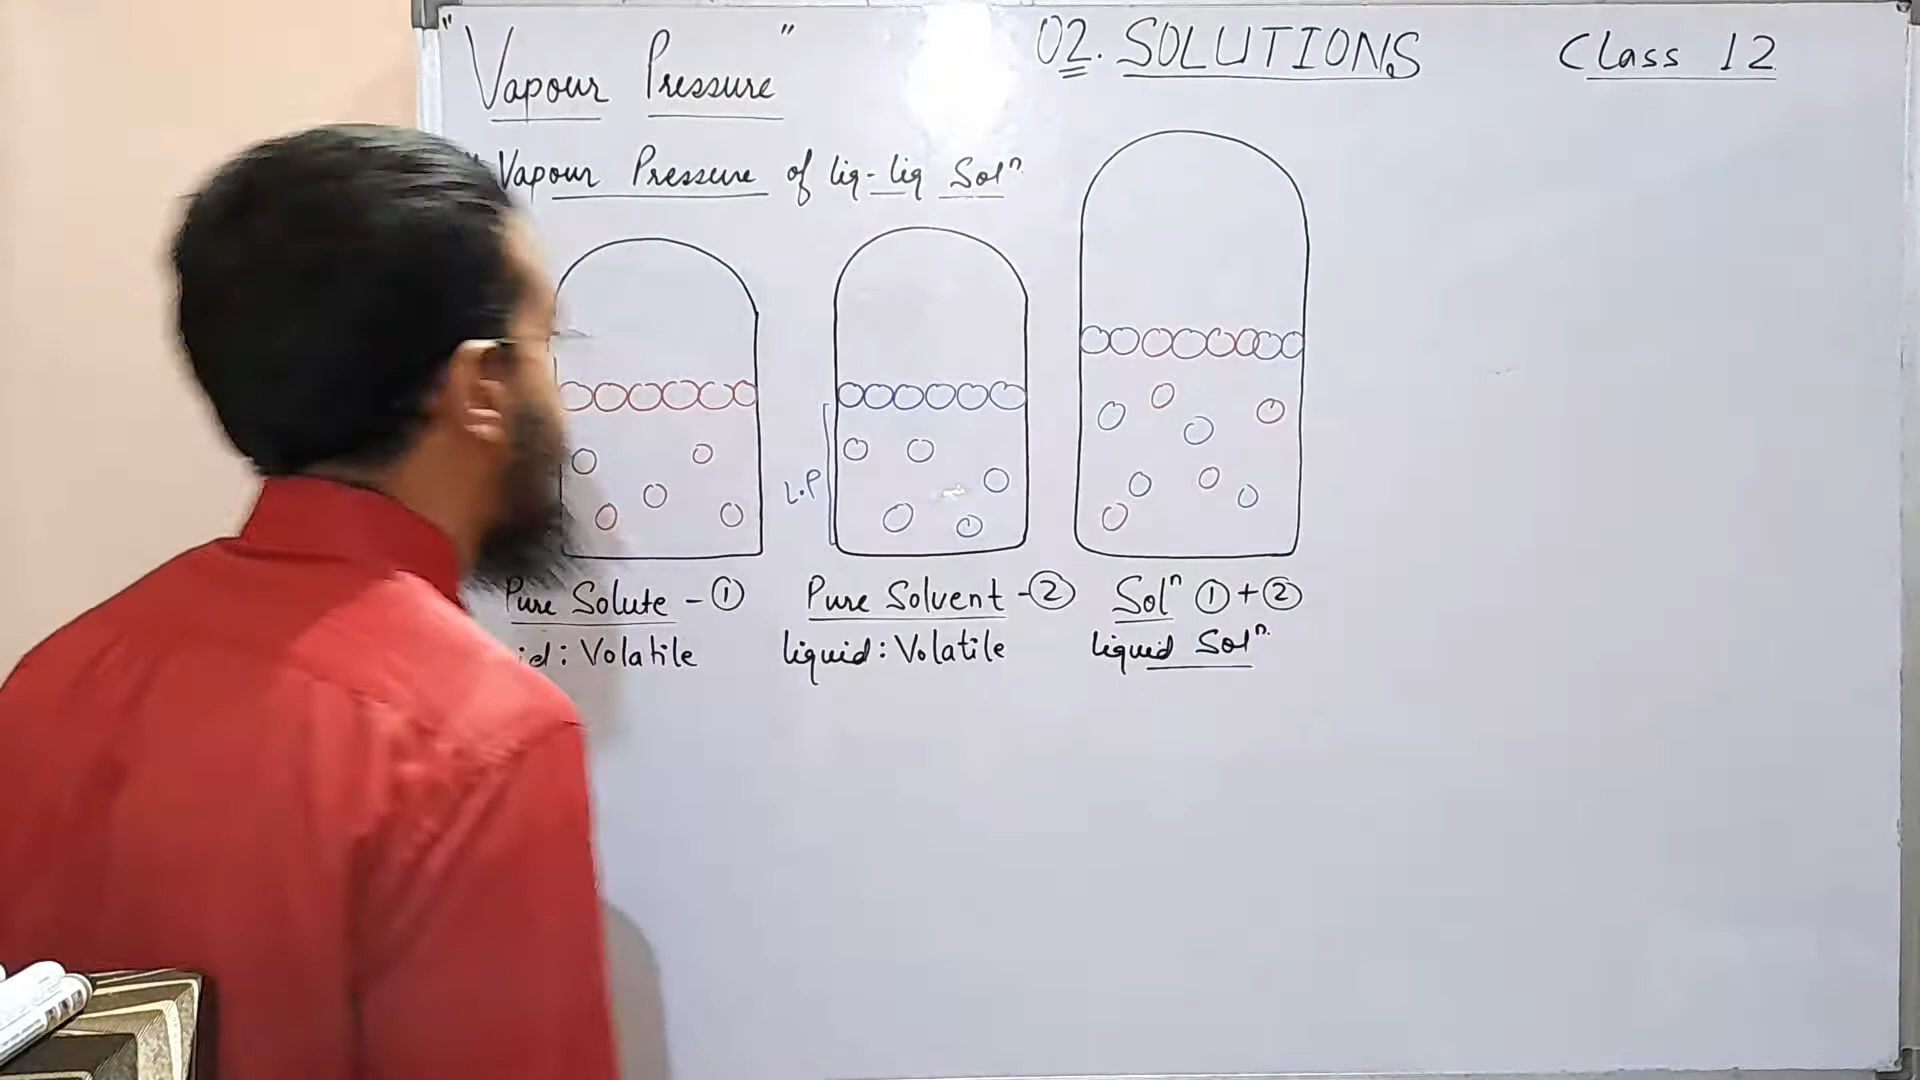 "Vapour Pressure"
02. SOLUTIONS
Class 12
Vapour Pressure of liq-liq Solⁿ
L.P
Pure Solute - ①
Pure Solvent - ②
Solⁿ ① + ②
: Volatile
liquid : Volatile
liquid Solⁿ.